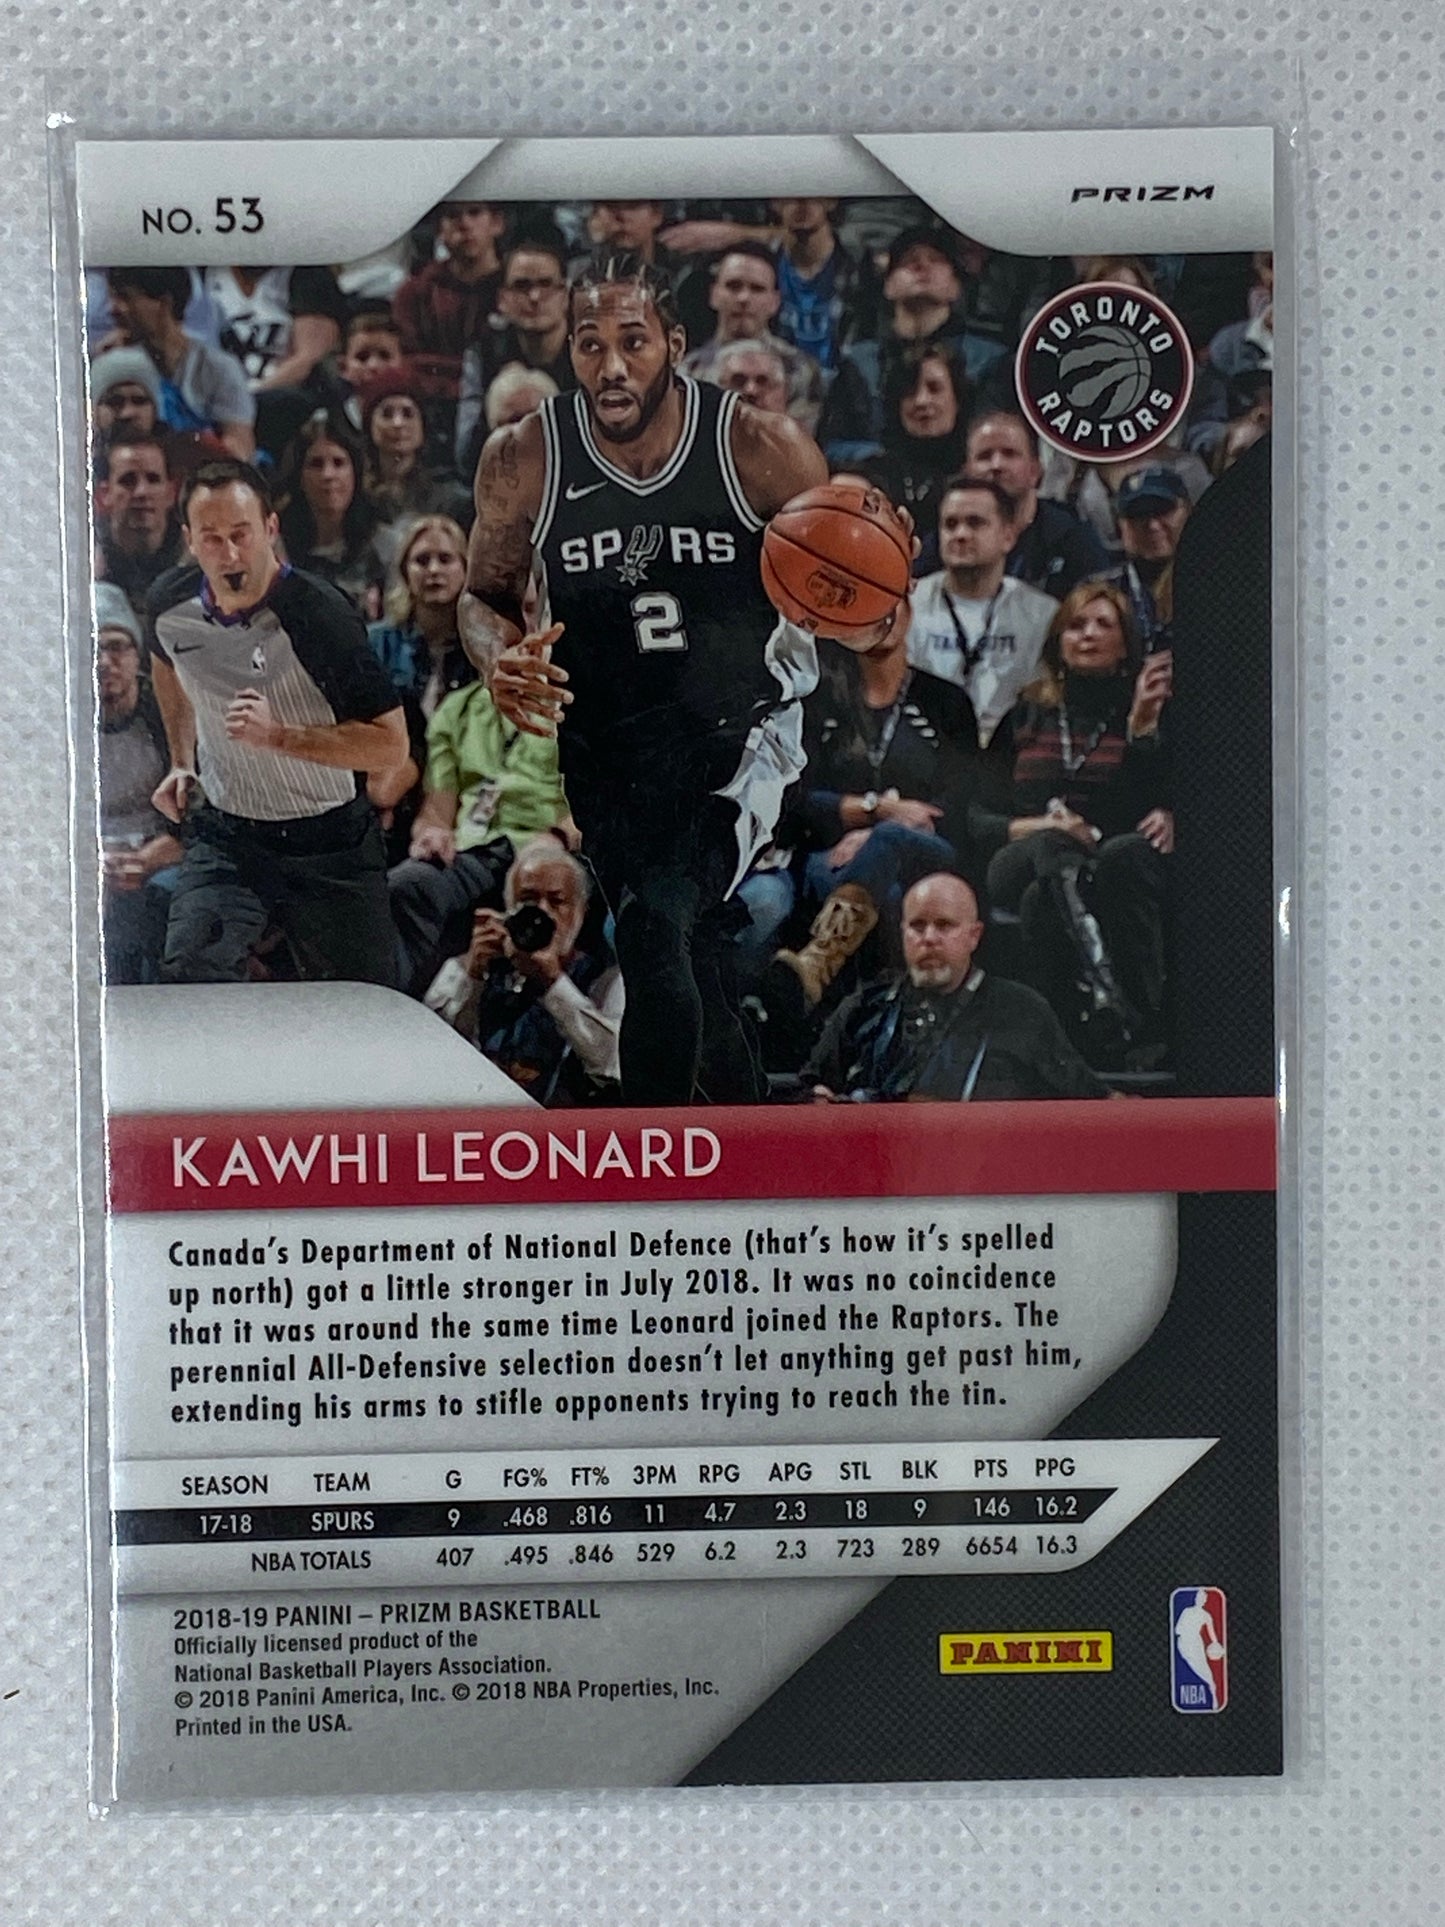 NO. 53
PRIZM
TORONTO
RAPTORS
SPURS
2
KAWHI LEONARD
Canada's Department of National Defence (that's how it's spelled
up north) got a little stronger in July 2018. It was no coincidence
that it was around the same time Leonard joined the Raptors. The
perennial All-Defensive selection doesn't let anything get past him,
extending his arms to stifle opponents trying to reach the tin.
SEASON TEAM G FG% FT% 3PM RPG APG STL BLK PTS PPG
17-18 SPURS 9 .468 .816 11 4.7 2.3 18 9 146 16.2
NBA TOTALS 407 .495 .846 529 6.2 2.3 723 289 6654 16.3
2018-19 PANINI – PRIZM BASKETBALL
Officially licensed product of the
National Basketball Players Association.
© 2018 Panini America, Inc. © 2018 NBA Properties, Inc.
Printed in the USA.
PANINI
NBA